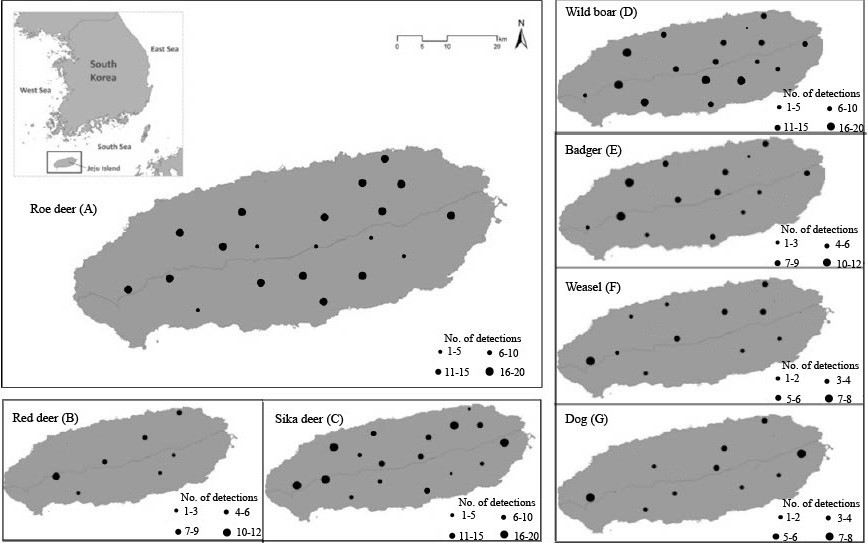 South
Korea
East Sea
West Sea
South Sea
Jeju Island
0 5 10 20 km
N
Roe deer (A)
No. of detections
1-5 6-10
11-15 16-20
Red deer (B)
No. of detections
1-3 4-6
7-9 10-12
Sika deer (C)
No. of detections
1-5 6-10
11-15 16-20
Wild boar (D)
No. of detections
1-5 6-10
11-15 16-20
Badger (E)
No. of detections
1-3 4-6
7-9 10-12
Weasel (F)
No. of detections
1-2 3-4
5-6 7-8
Dog (G)
No. of detections
1-2 3-4
5-6 7-8